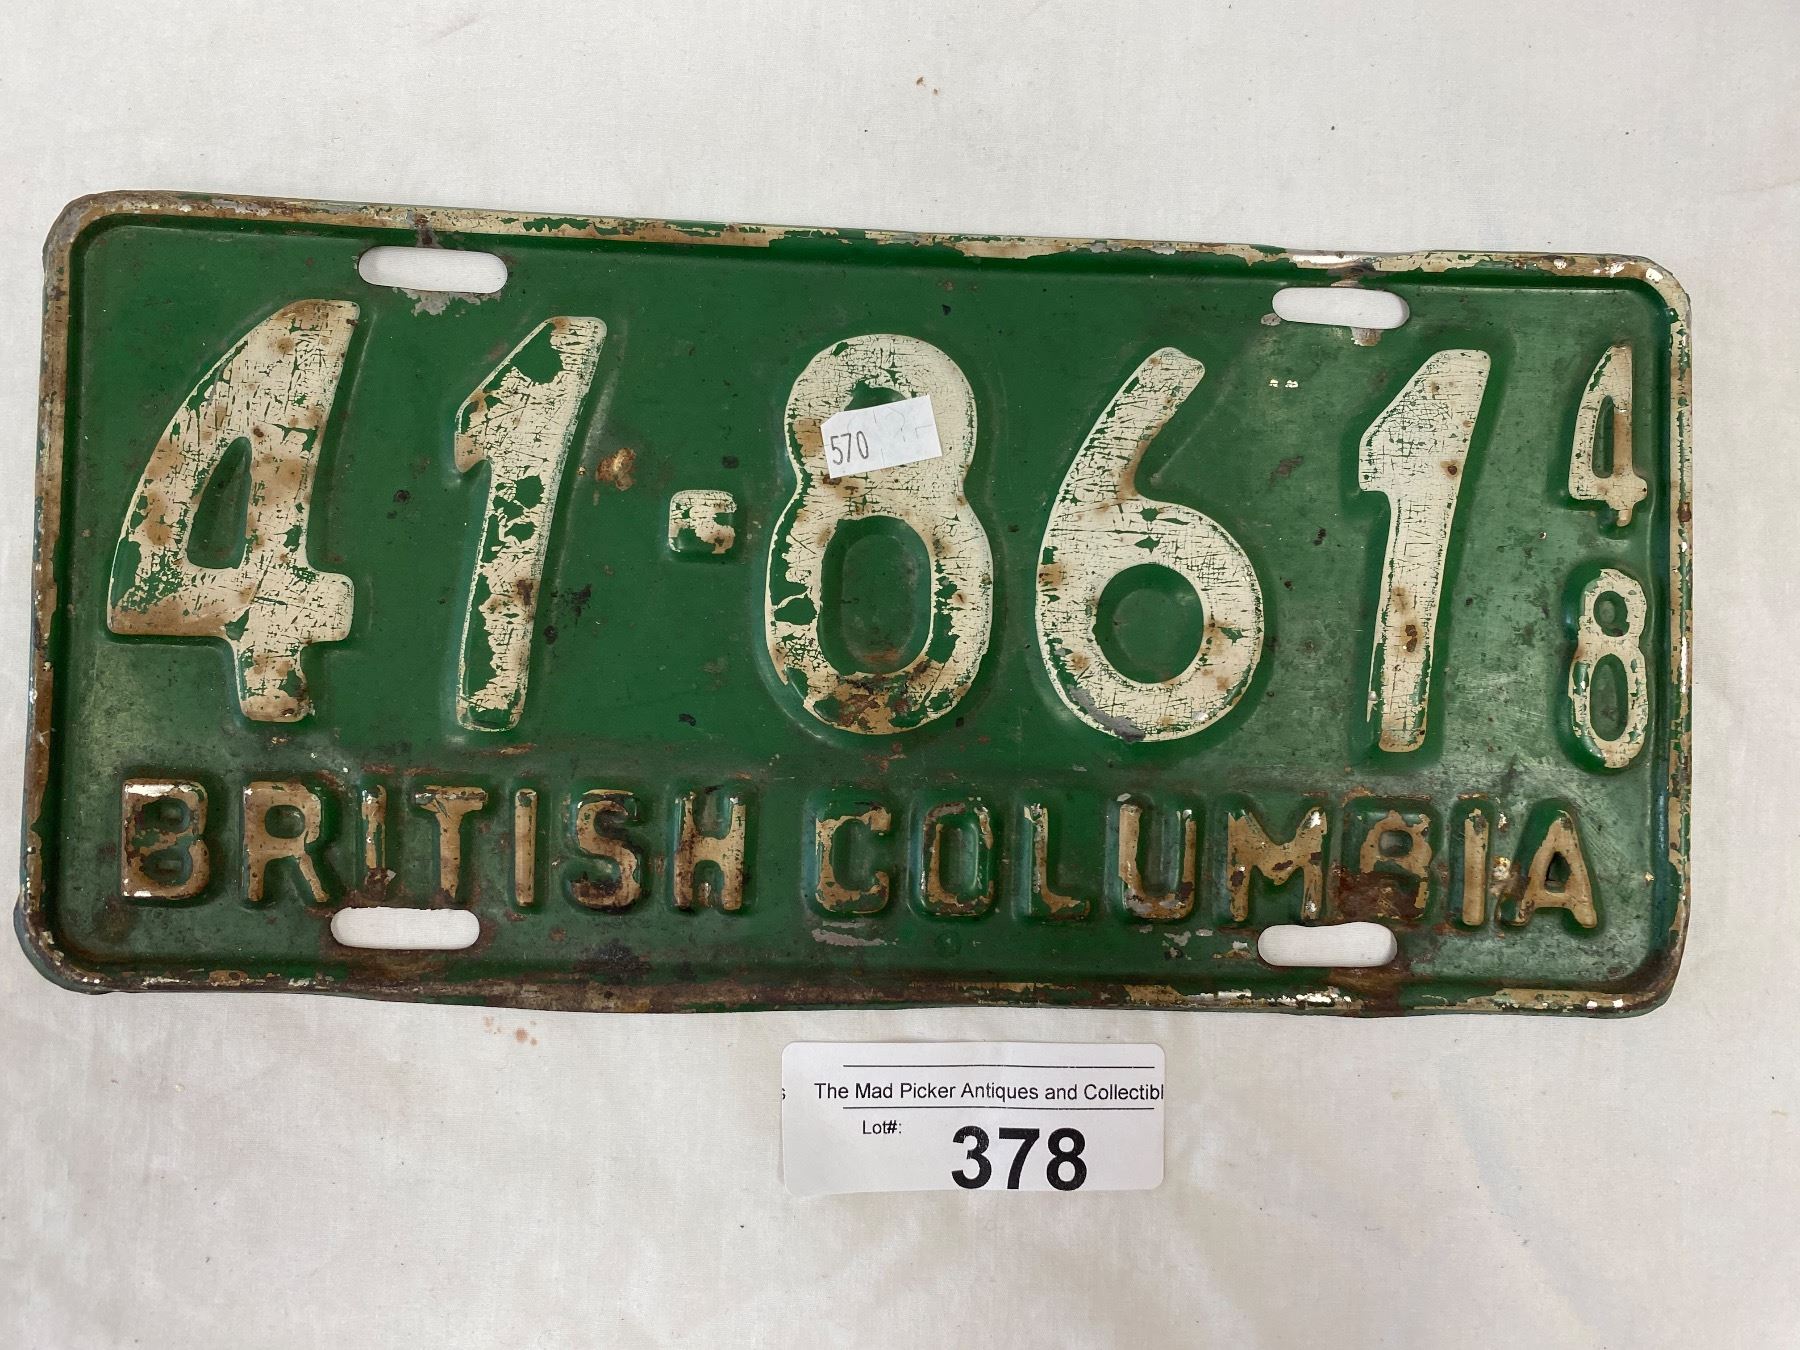 41-861
48
570
BRITISH COLUMBIA
s The Mad Picker Antiques and Collectibl
Lot#: 378